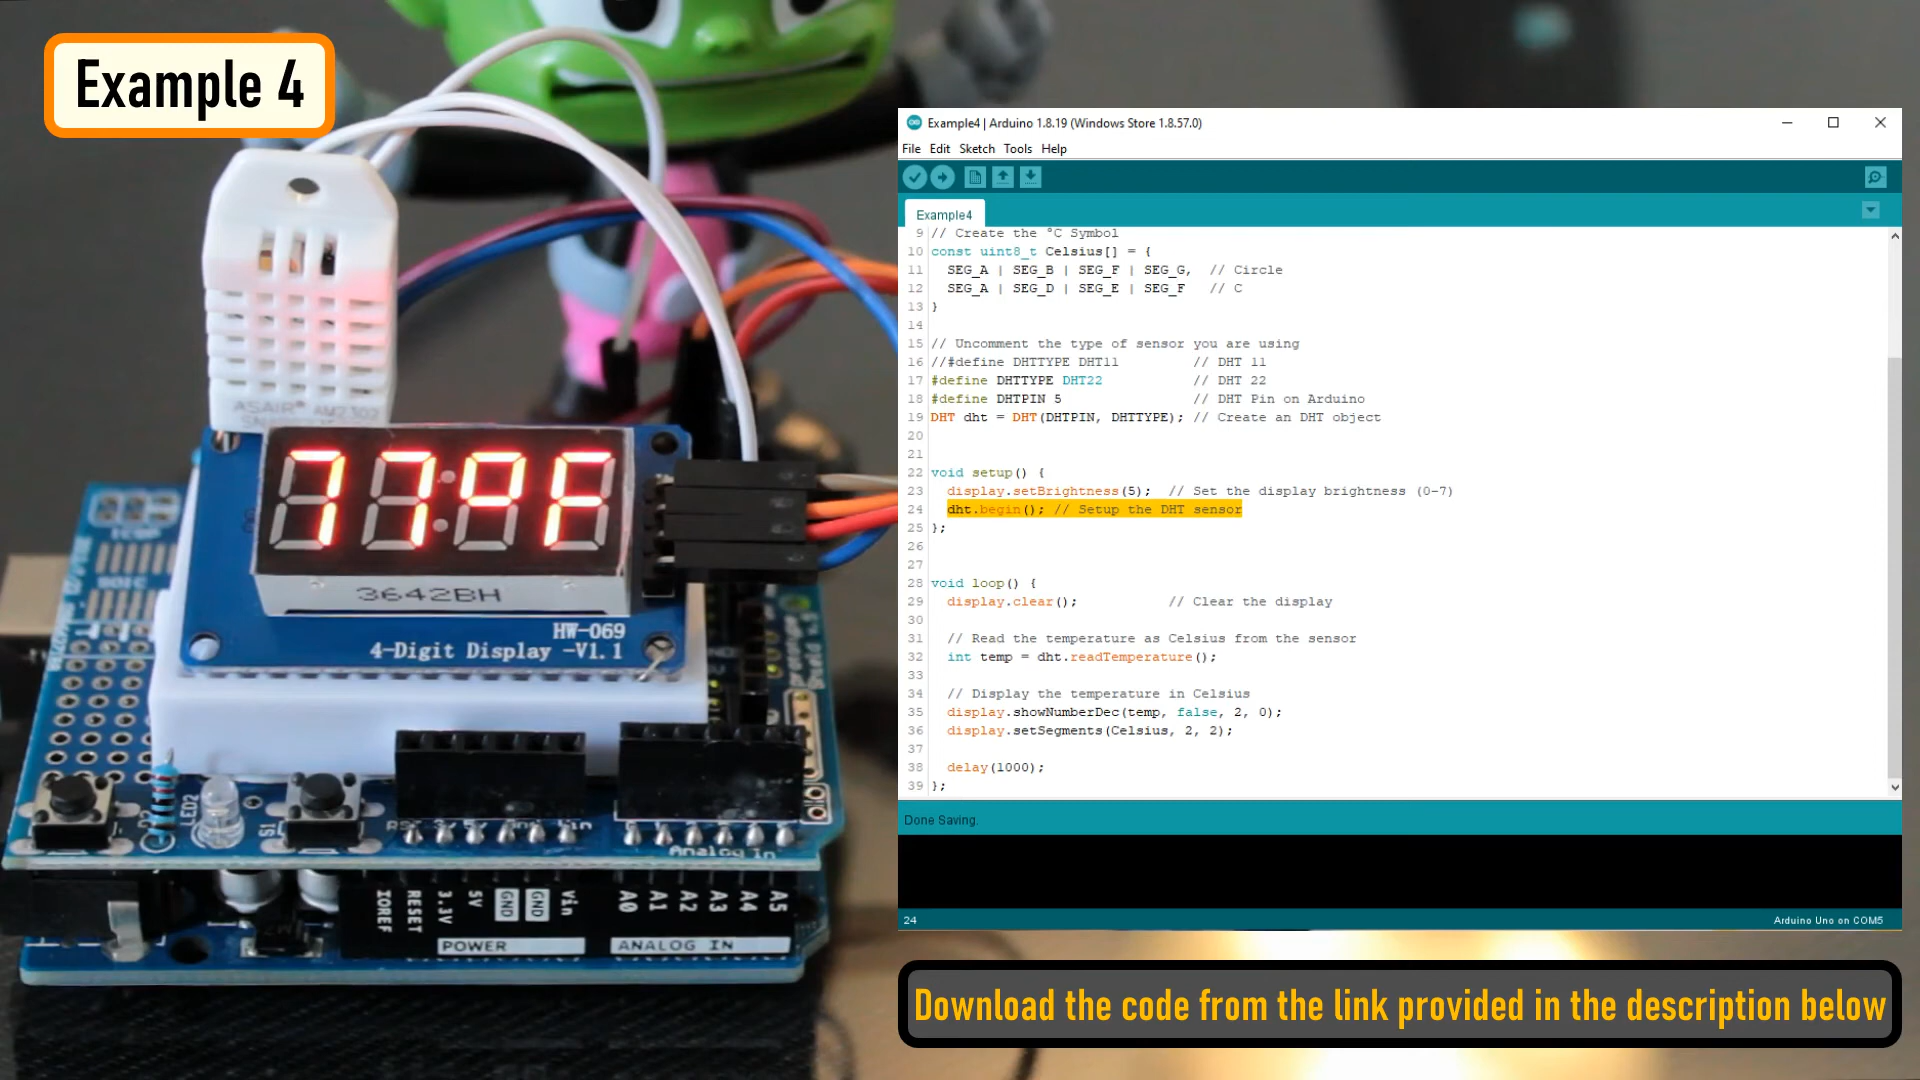 Example 4
ASAIR AM2302
77°F
3642BH
HW-069
4-Digit Display -V1.1
LED2
S1
Analog in
IOREF
RESET
3.3V
5V
GND
GND
Vin
A0
A1
A2
A3
A4
A5
POWER
ANALOG IN
Example4 | Arduino 1.8.19 (Windows Store 1.8.57.0)
File Edit Sketch Tools Help
Example4
9 // Create the °C Symbol
10 const uint8_t Celsius[] = {
11 SEG_A | SEG_B | SEG_F | SEG_G, // Circle
12 SEG_A | SEG_D | SEG_E | SEG_F // C
13 }
14
15 // Uncomment the type of sensor you are using
16 //#define DHTTYPE DHT11 // DHT 11
17 #define DHTTYPE DHT22 // DHT 22
18 #define DHTPIN 5 // DHT Pin on Arduino
19 DHT dht = DHT(DHTPIN, DHTTYPE); // Create an DHT object
20
21
22 void setup() {
23 display.setBrightness(5); // Set the display brightness (0-7)
24 dht.begin(); // Setup the DHT sensor
25 };
26
27
28 void loop() {
29 display.clear(); // Clear the display
30
31 // Read the temperature as Celsius from the sensor
32 int temp = dht.readTemperature();
33
34 // Display the temperature in Celsius
35 display.showNumberDec(temp, false, 2, 0);
36 display.setSegments(Celsius, 2, 2);
37
38 delay(1000);
39 };
Done Saving.
24
Arduino Uno on COM5
Download the code from the link provided in the description below